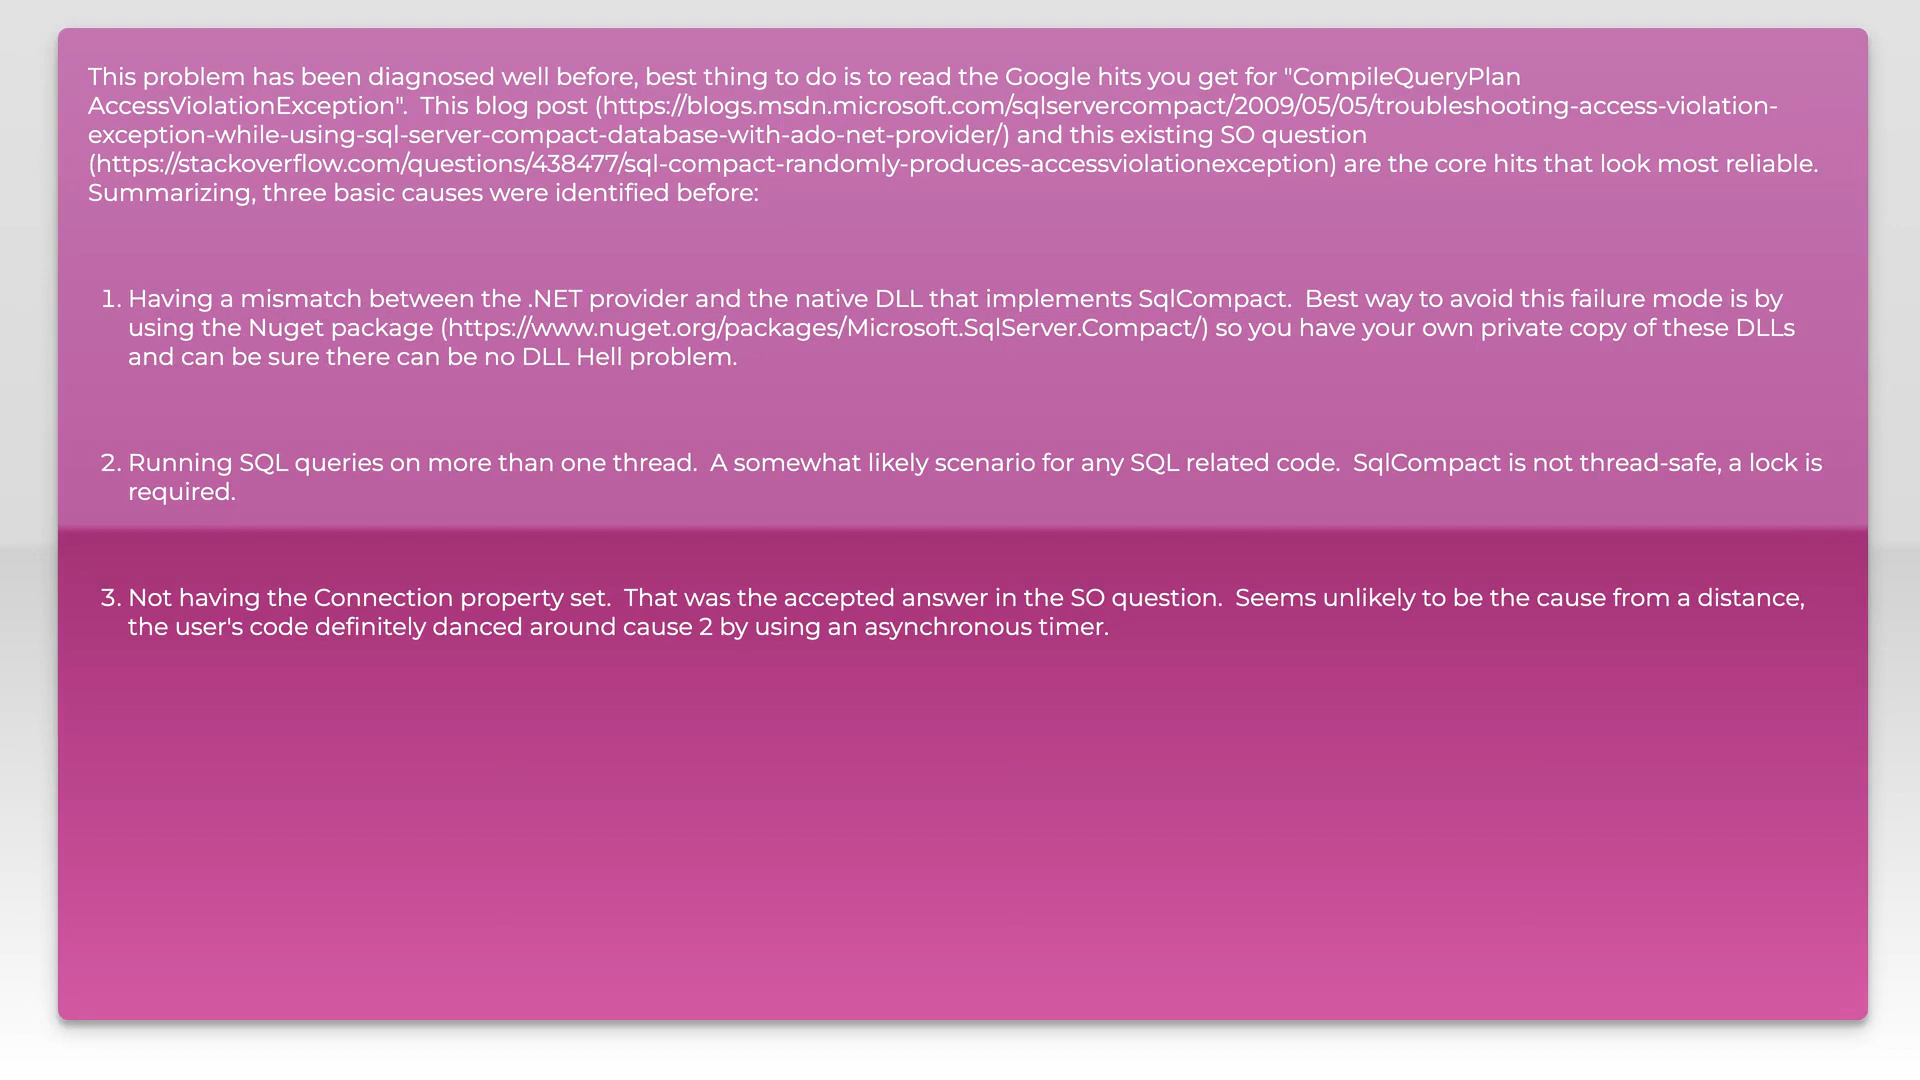 This problem has been diagnosed well before, best thing to do is to read the Google hits you get for "CompileQueryPlan
AccessViolationException".  This blog post (https://blogs.msdn.microsoft.com/sqlservercompact/2009/05/05/troubleshooting-access-violation-
exception-while-using-sql-server-compact-database-with-ado-net-provider/) and this existing SO question
(https://stackoverflow.com/questions/438477/sql-compact-randomly-produces-accessviolationexception) are the core hits that look most reliable.
Summarizing, three basic causes were identified before:
1. Having a mismatch between the .NET provider and the native DLL that implements SqlCompact.  Best way to avoid this failure mode is by
using the Nuget package (https://www.nuget.org/packages/Microsoft.SqlServer.Compact/) so you have your own private copy of these DLLs
and can be sure there can be no DLL Hell problem.
2. Running SQL queries on more than one thread.  A somewhat likely scenario for any SQL related code.  SqlCompact is not thread-safe, a lock is
required.
3. Not having the Connection property set.  That was the accepted answer in the SO question.  Seems unlikely to be the cause from a distance,
the user's code definitely danced around cause 2 by using an asynchronous timer.